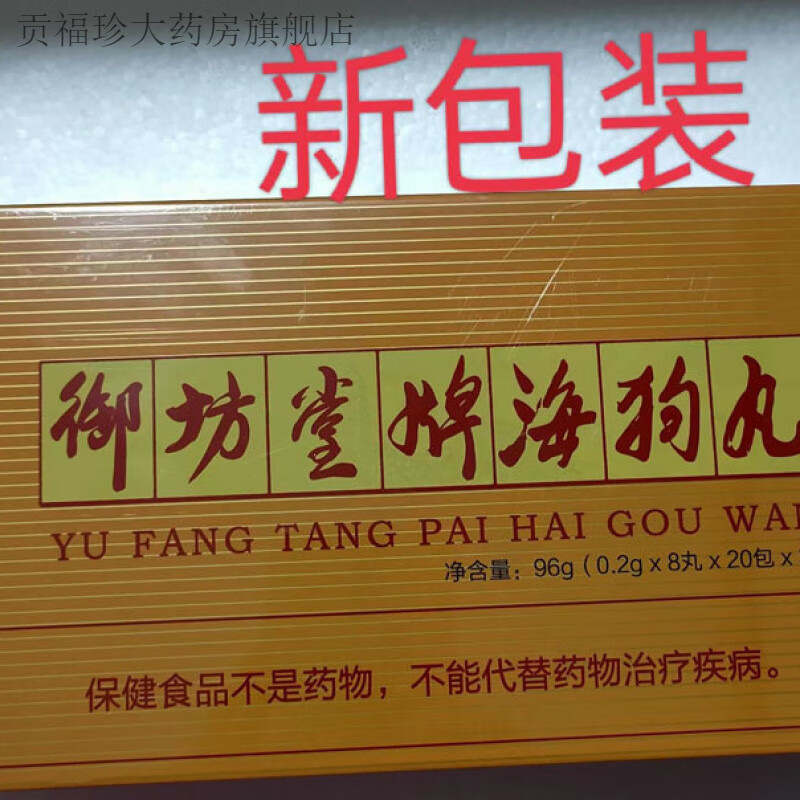 贡福珍大药房旗舰店
新包装
御坊堂牌海狗丸
YU FANG TANG PAI HAI GOU WA
净含量：96g（0.2g x 8丸 x 20包 x
保健食品不是药物，不能代替药物治疗疾病。